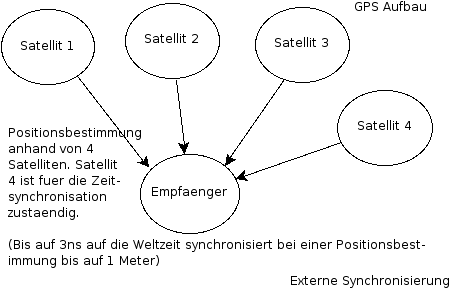 GPS Aufbau
Satellit 1
Satellit 2
Satellit 3
Satellit 4
Positionsbestimmung
anhand von 4
Satelliten. Satellit
4 ist fuer die Zeit-
synchronisation
zustaendig.
Empfaenger
(Bis auf 3ns auf die Weltzeit synchronisiert bei einer Positionsbest-
immung bis auf 1 Meter)
Externe Synchronisierung